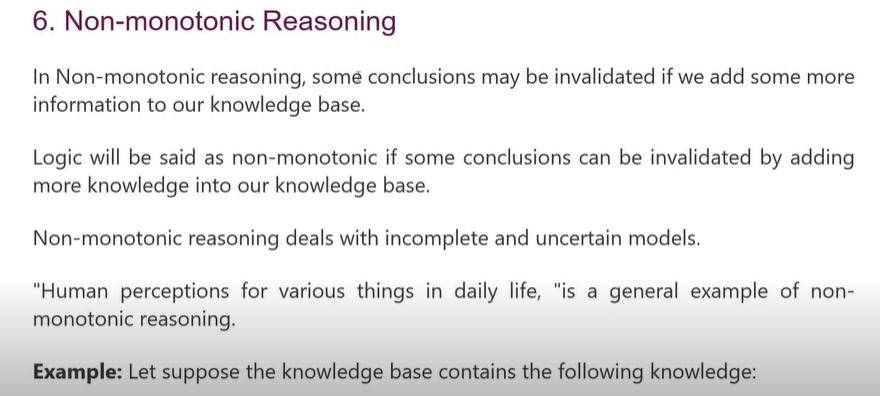 6. Non-monotonic Reasoning
In Non-monotonic reasoning, some conclusions may be invalidated if we add some more
information to our knowledge base.
Logic will be said as non-monotonic if some conclusions can be invalidated by adding
more knowledge into our knowledge base.
Non-monotonic reasoning deals with incomplete and uncertain models.
"Human perceptions for various things in daily life, "is a general example of non-
monotonic reasoning.
Example: Let suppose the knowledge base contains the following knowledge: